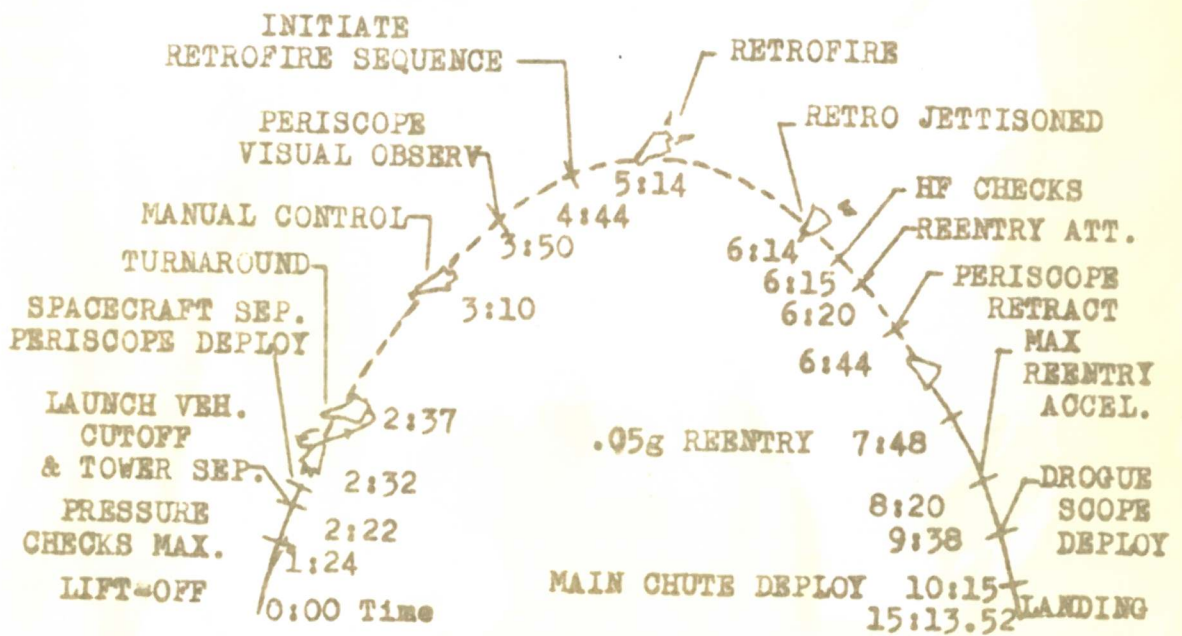 INITIATE
RETROFIRE SEQUENCE
RETROFIRE
PERISCOPE
VISUAL OBSERV
RETRO JETTISONED
5:14
4:44
HF CHECKS
MANUAL CONTROL
3:50
6:14
REENTRY ATT.
TURNAROUND
6:15
PERISCOPE
RETRACT
3:10
6:20
SPACECRAFT SEP.
PERISCOPE DEPLOY
6:44
MAX
REENTRY
ACCEL.
LAUNCH VEH.
CUTOFF
& TOWER SEP.
2:37
.05g REENTRY 7:48
2:32
DROGUE
SCOPE
DEPLOY
8:20
PRESSURE
CHECKS MAX.
2:22
9:38
1:24
LIFT-OFF
MAIN CHUTE DEPLOY 10:15
0:00 Time
15:13.52 LANDING